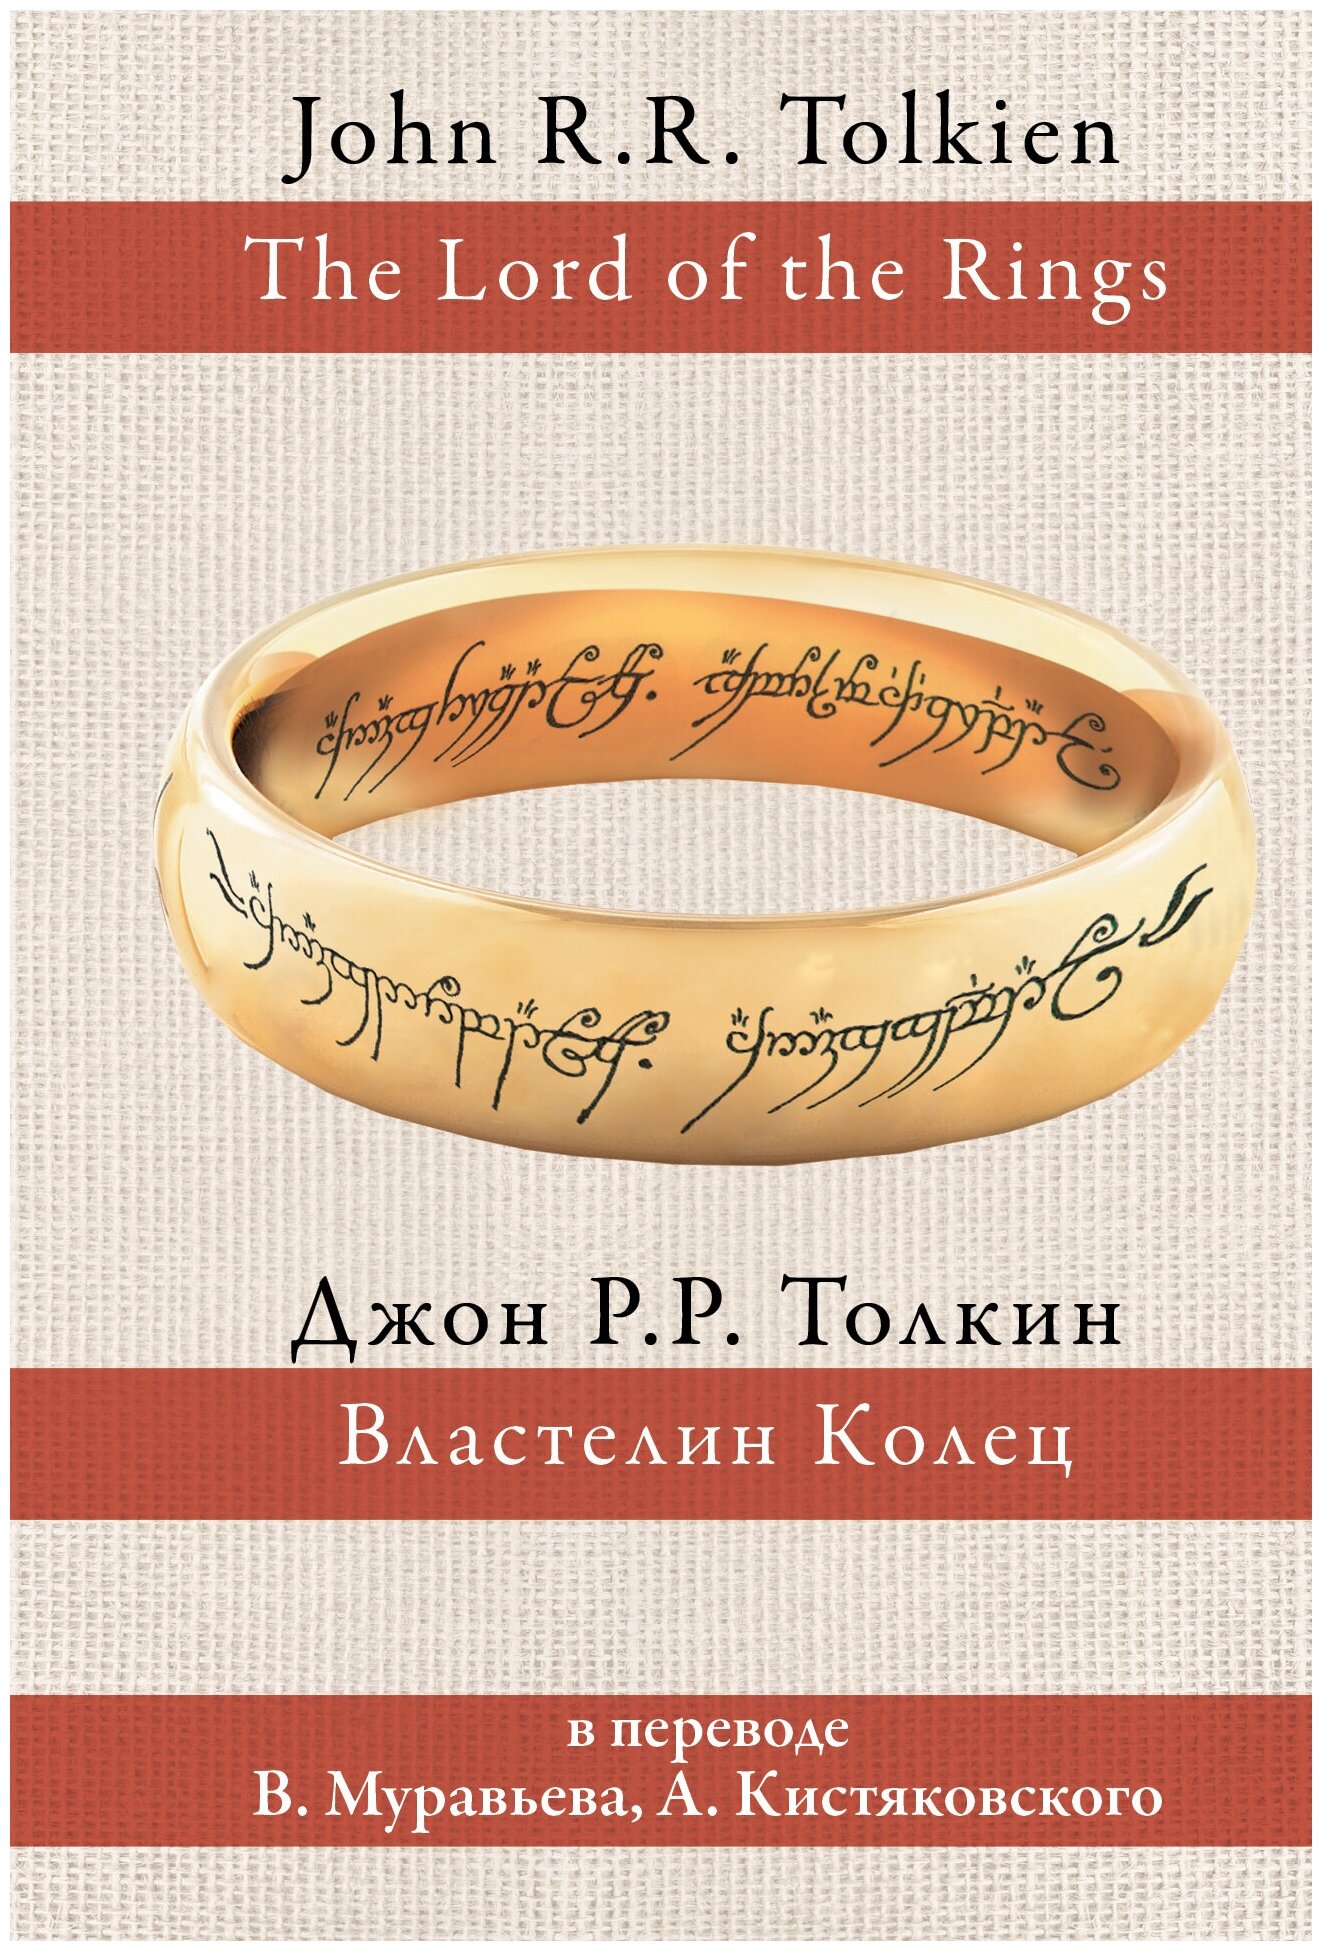 John R.R. Tolkien
The Lord of the Rings
Джон Р.Р. Толкин
Властелин Колец
в переводе
В. Муравьева, А. Кистяковского